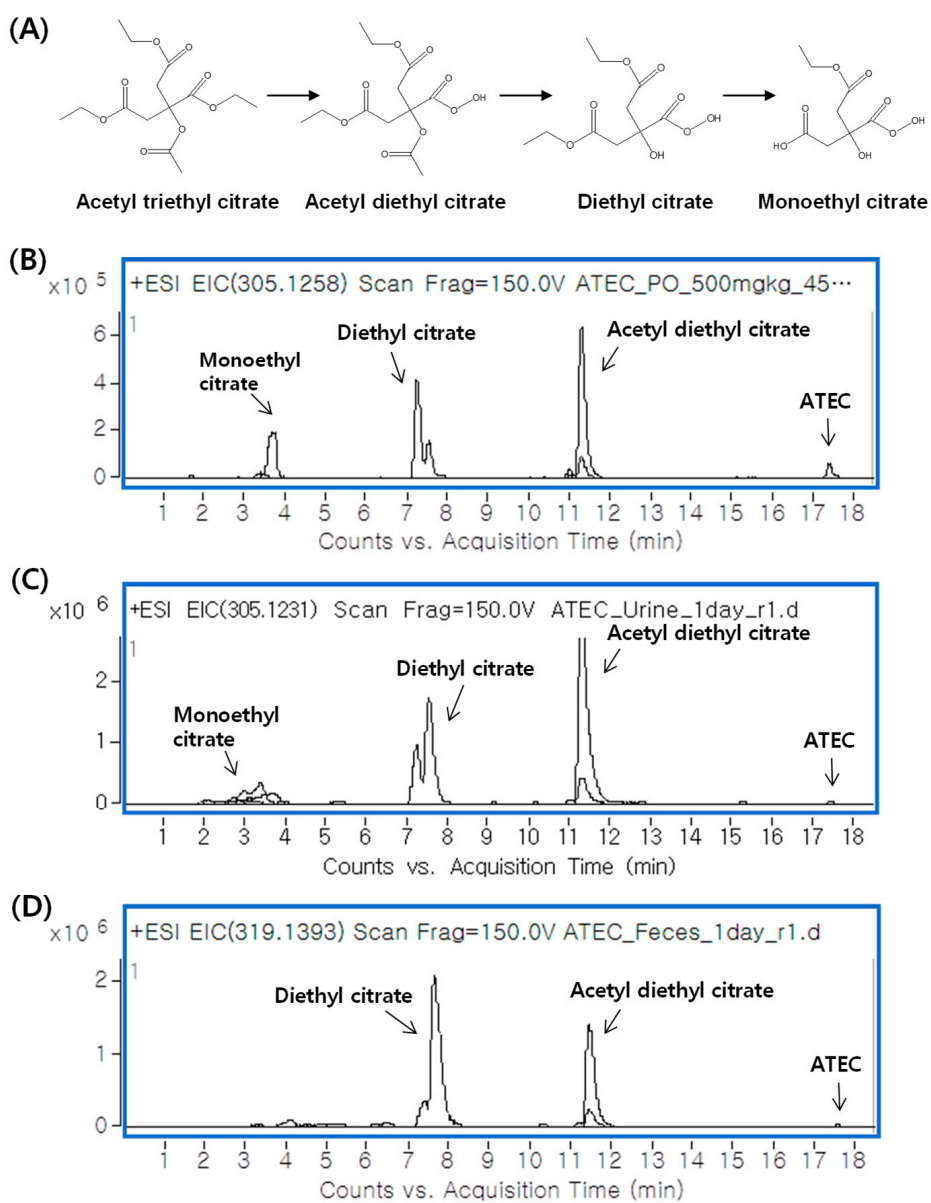 (A)
O
O
O
O
O
O
O
O
O
O
O
O
O
O
OH
O
O
O
O
O
O
O
O
O
OH
OH
O
O
O
HO
O
O
OH
OH
Acetyl triethyl citrate
Acetyl diethyl citrate
Diethyl citrate
Monoethyl citrate
(B)
x10 5
+ESI EIC(305.1258) Scan Frag=150.0V ATEC_PO_500mgkg_45···
1
Monoethyl
citrate
Diethyl citrate
Acetyl diethyl citrate
ATEC
6
4
2
0
1 2 3 4 5 6 7 8 9 10 11 12 13 14 15 16 17 18
Counts vs. Acquisition Time (min)
(C)
x10 6
+ESI EIC(305.1231) Scan Frag=150.0V ATEC_Urine_1day_r1.d
1
Monoethyl
citrate
Diethyl citrate
Acetyl diethyl citrate
ATEC
2
1
0
1 2 3 4 5 6 7 8 9 10 11 12 13 14 15 16 17 18
Counts vs. Acquisition Time (min)
(D)
x10 6
+ESI EIC(319.1393) Scan Frag=150.0V ATEC_Feces_1day_r1.d
1
Diethyl citrate
Acetyl diethyl citrate
ATEC
2
1
0
1 2 3 4 5 6 7 8 9 10 11 12 13 14 15 16 17 18
Counts vs. Acquisition Time (min)